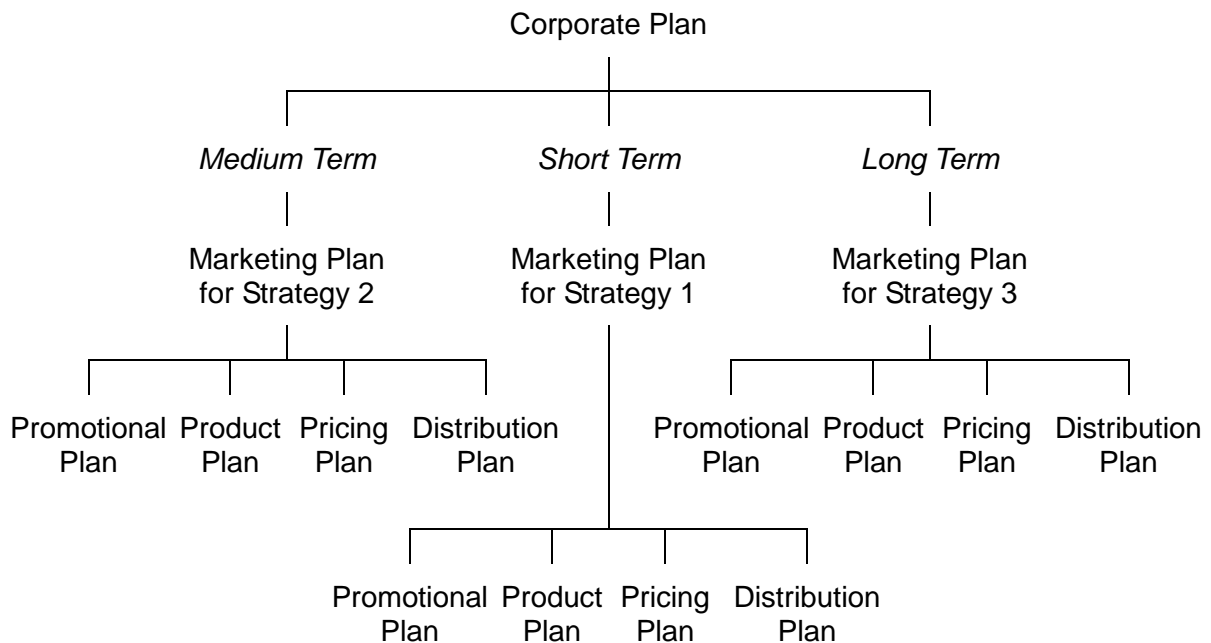 Corporate Plan
Medium Term
Short Term
Long Term
Marketing Plan
for Strategy 2
Marketing Plan
for Strategy 1
Marketing Plan
for Strategy 3
Promotional
Plan
Product
Plan
Pricing
Plan
Distribution
Plan
Promotional
Plan
Product
Plan
Pricing
Plan
Distribution
Plan
Promotional
Plan
Product
Plan
Pricing
Plan
Distribution
Plan